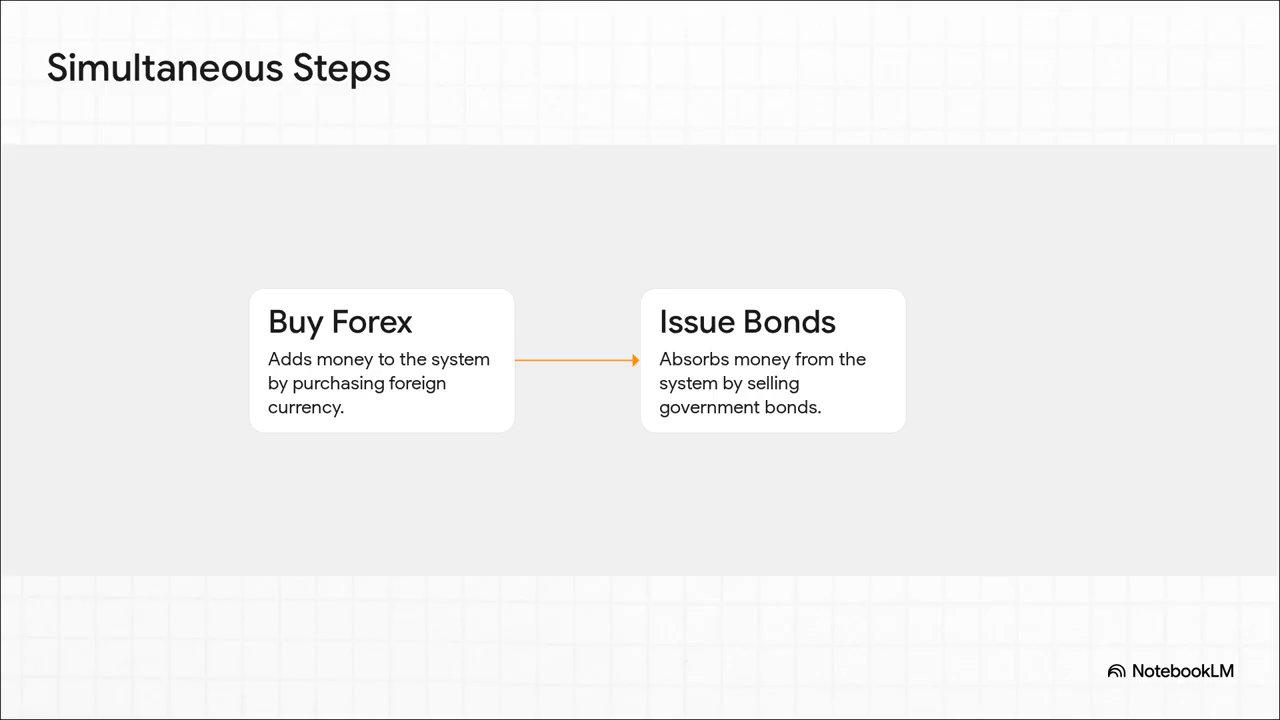 Simultaneous Steps
Buy Forex
Adds money to the system
by purchasing foreign
currency.
Issue Bonds
Absorbs money from the
system by selling
government bonds.
NotebookLM